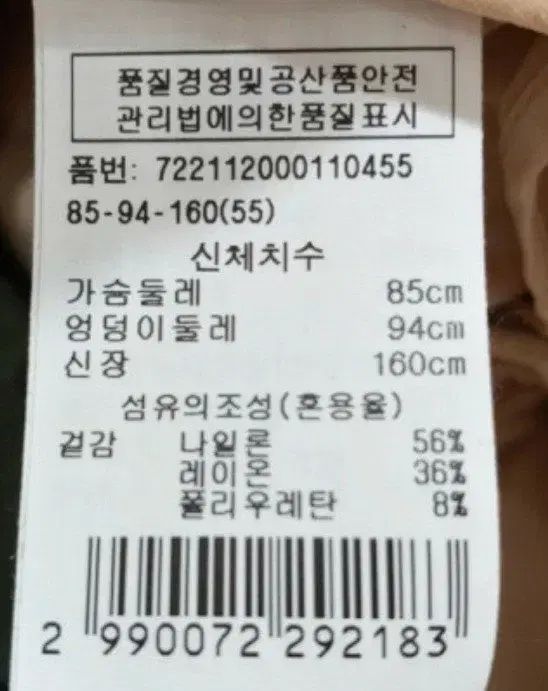 품질경영및공산품안전
관리법에의한품질표시
품번: 722112000110455
85-94-160(55)
신체치수
가슴둘레 85cm
엉덩이둘레 94cm
신장 160cm
섬유의조성(혼용율)
겉감 나일론 56%
레이온 36%
폴리우레탄 8%
2 990072 292183